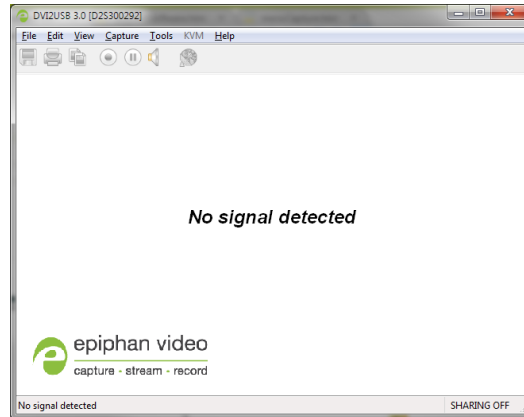 DVI2USB 3.0 [D2S300292]
File Edit View Capture Tools KVM Help
No signal detected
epiphan video
capture - stream - record
No signal detected SHARING OFF